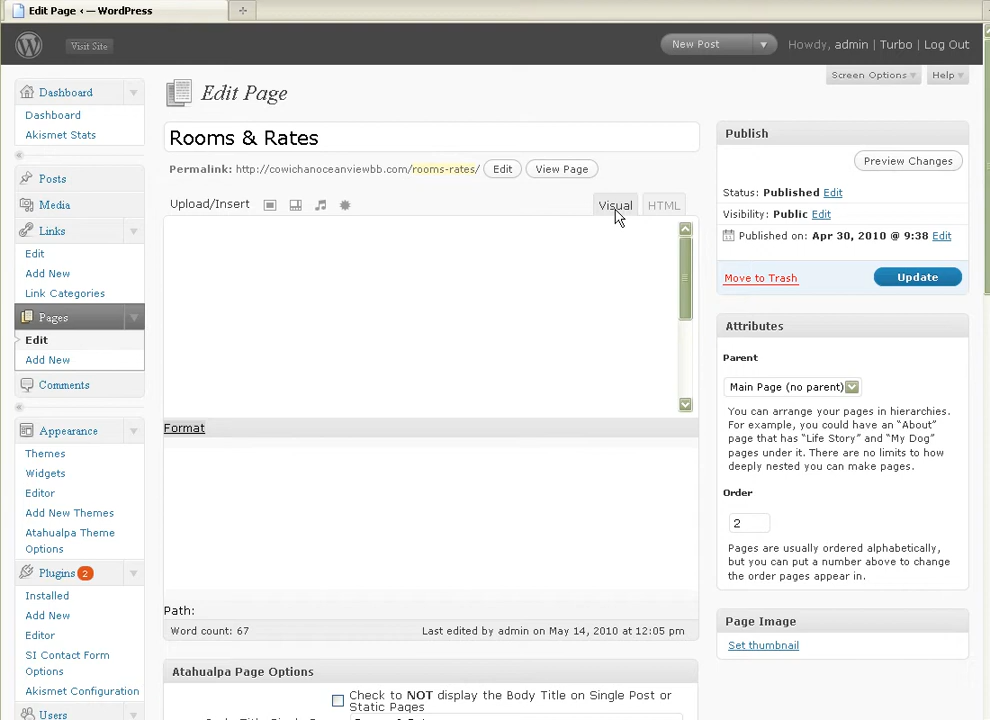 Edit Page ‹ — WordPress
Visit Site
New Post
Howdy, admin | Turbo | Log Out
Screen Options
Help
Dashboard
Dashboard
Akismet Stats
Posts
Media
Links
Edit
Add New
Link Categories
Pages
Edit
Add New
Comments
Appearance
Themes
Widgets
Editor
Add New Themes
Atahualpa Theme
Options
Plugins 2
Installed
Add New
Editor
SI Contact Form
Options
Akismet Configuration
Users
Edit Page
Rooms & Rates
Permalink: http://cowichanoceanviewbb.com/rooms-rates/ Edit View Page
Upload/Insert
Visual HTML
Format
Path:
Word count: 67
Last edited by admin on May 14, 2010 at 12:05 pm
Atahualpa Page Options
Check to NOT display the Body Title on Single Post or
Static Pages
Publish
Preview Changes
Status: Published Edit
Visibility: Public Edit
Published on: Apr 30, 2010 @ 9:38 Edit
Move to Trash
Update
Attributes
Parent
Main Page (no parent)
You can arrange your pages in hierarchies.
For example, you could have an “About”
page that has “Life Story” and “My Dog”
pages under it. There are no limits to how
deeply nested you can make pages.
Order
2
Pages are usually ordered alphabetically,
but you can put a number above to change
the order pages appear in.
Page Image
Set thumbnail